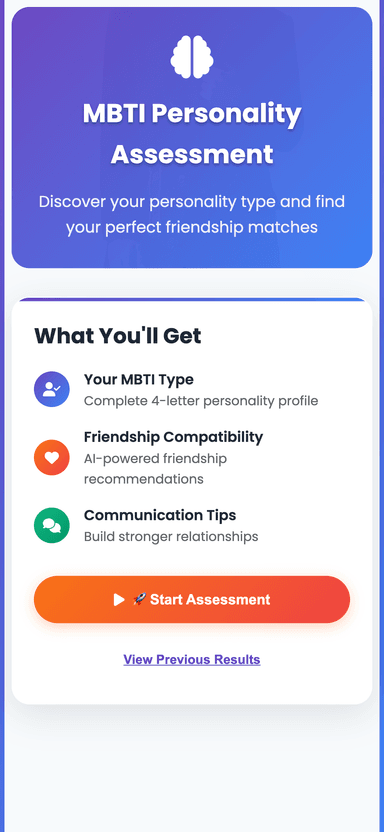 MBTI Personality
Assessment
Discover your personality type and find
your perfect friendship matches
What You'll Get
Your MBTI Type
Complete 4-letter personality profile
Friendship Compatibility
AI-powered friendship
recommendations
Communication Tips
Build stronger relationships
🚀 Start Assessment
View Previous Results